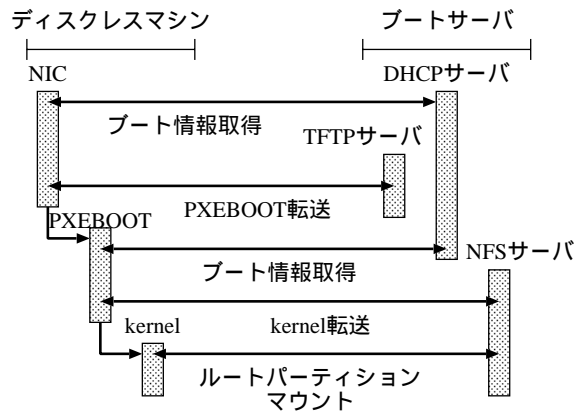 ディスクレスマシン
ブートサーバ
NIC
DHCPサーバ
ブート情報取得
TFTPサーバ
PXEBOOT転送
PXEBOOT
ブート情報取得
NFSサーバ
kernel
kernel転送
ルートパーティション
マウント